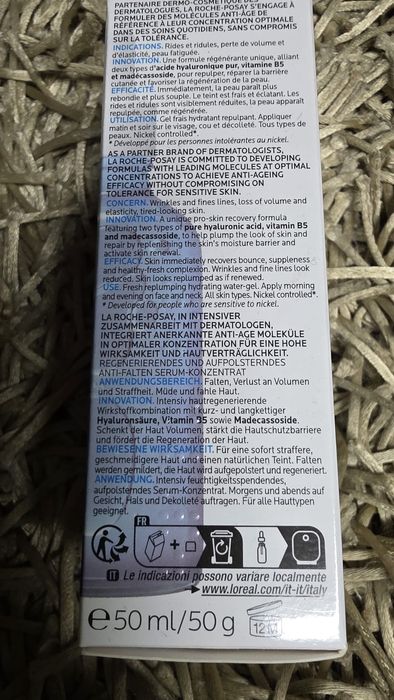 PARTENAIRE DERMO-COSMÉTIQUE DES
DERMATOLOGUES, LA ROCHE-POSAY S'ENGAGE À
FORMULER DES MOLÉCULES ANTI-ÂGE DE
RÉFÉRENCE À LEUR CONCENTRATION OPTIMALE
DANS DES SOINS QUOTIDIENS, SANS COMPROMIS
SUR LA TOLÉRANCE.
INDICATIONS. Rides et ridules, perte de volume et
d'élasticité, peau fatiguée.
INNOVATION. Une formule régénérante unique, alliant
deux types d'acide hyaluronique pur, vitamine B5
et madécassoside, pour repulper, réparer la barrière
cutanée et favoriser la régénération de la peau.
EFFICACITÉ. Immédiatement, la peau paraît plus
rebondie et plus souple. Le teint est frais et éclatant. Les
rides et ridules sont visiblement réduites, la peau apparaît
repulpée, comme régénérée.
UTILISATION. Gel frais hydratant repulpant. Appliquer
matin et soir sur le visage, cou et décolleté. Tous types de
peaux. Nickel controlled*.
* Développé pour les personnes intolérantes au nickel.
AS A PARTNER BRAND OF DERMATOLOGISTS,
LA ROCHE-POSAY IS COMMITTED TO DEVELOPING
FORMULAS WITH LEADING MOLECULES AT OPTIMAL
CONCENTRATIONS TO ACHIEVE ANTI-AGEING
EFFICACY WITHOUT COMPROMISING ON
TOLERANCE FOR SENSITIVE SKIN.
CONCERN. Wrinkles and fines lines, loss of volume and
elasticity, tired-looking skin.
INNOVATION. A unique pro-skin recovery formula
featuring two types of pure hyaluronic acid, vitamin B5
and madecassoside, to help plump the look of skin and
repair by replenishing the skin's moisture barrier and
activate skin renewal.
EFFICACY. Skin immediately recovers bounce, suppleness
and healthy-fresh complexion. Wrinkles and fine lines look
reduced. Skin looks replumped as if renewed.
USE. Fresh replumping hydrating water-gel. Apply morning
and evening on face and neck. All skin types. Nickel controlled*.
* Developed for people who are sensitive to nickel.
LA ROCHE-POSAY, IN INTENSIVER
ZUSAMMENARBEIT MIT DERMATOLOGEN,
INTEGRIERT ANERKANNTE ANTI-AGE MOLEKÜLE
IN OPTIMALER KONZENTRATION FÜR EINE HOHE
WIRKSAMKEIT UND HAUTVERTRÄGLICHKEIT.
REGENERIERENDES UND AUFPOLSTERNDES
ANTI-FALTEN SERUM-KONZENTRAT
ANWENDUNGSBEREICH. Falten, Verlust an Volumen
und Straffheit. Müde und fahle Haut.
INNOVATION. Intensiv hautregenerierende
Wirkstoffkombination mit kurz- und langkettiger
Hyaluronsäure, Vitamin B5 sowie Madecassoside.
Schenkt der Haut Volumen, stärkt die Hautschutzbarriere
und fördert die Regeneration der Haut.
BEWIESENE WIRKSAMKEIT. Für eine sofort straffere,
geschmeidigere Haut und einen natürlichen Teint. Falten
werden gemildert, die Haut wird aufgepolstert und regeneriert.
ANWENDUNG. Intensiv feuchtigkeitsspendendes,
aufpolsterndes Serum-Konzentrat. Morgens und abends auf
Gesicht, Hals und Dekolleté auftragen. Für alle Hauttypen
geeignet.
FR
+
IT Le indicazioni possono variare localmente
www.loreal.com/it-it/italy
e 50 ml/50 g
12M